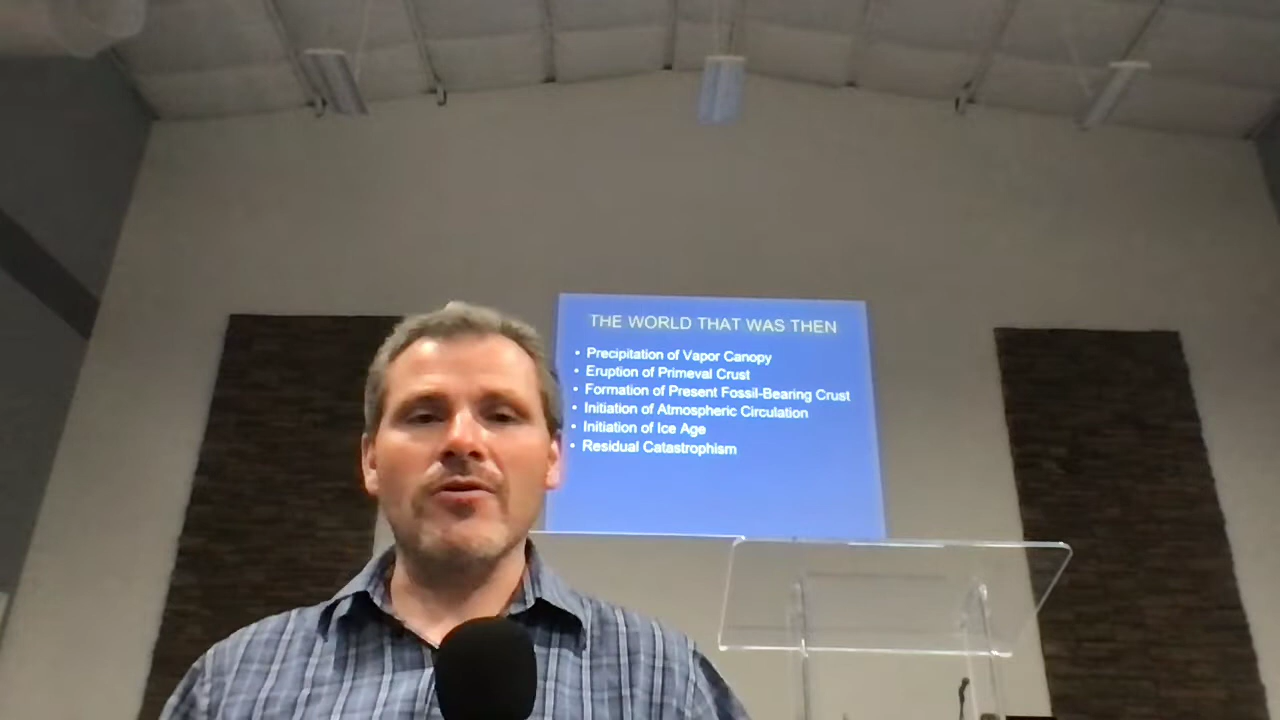 THE WORLD THAT WAS THEN
• Precipitation of Vapor Canopy
• Eruption of Primeval Crust
• Formation of Present Fossil-Bearing Crust
• Initiation of Atmospheric Circulation
• Initiation of Ice Age
• Residual Catastrophism